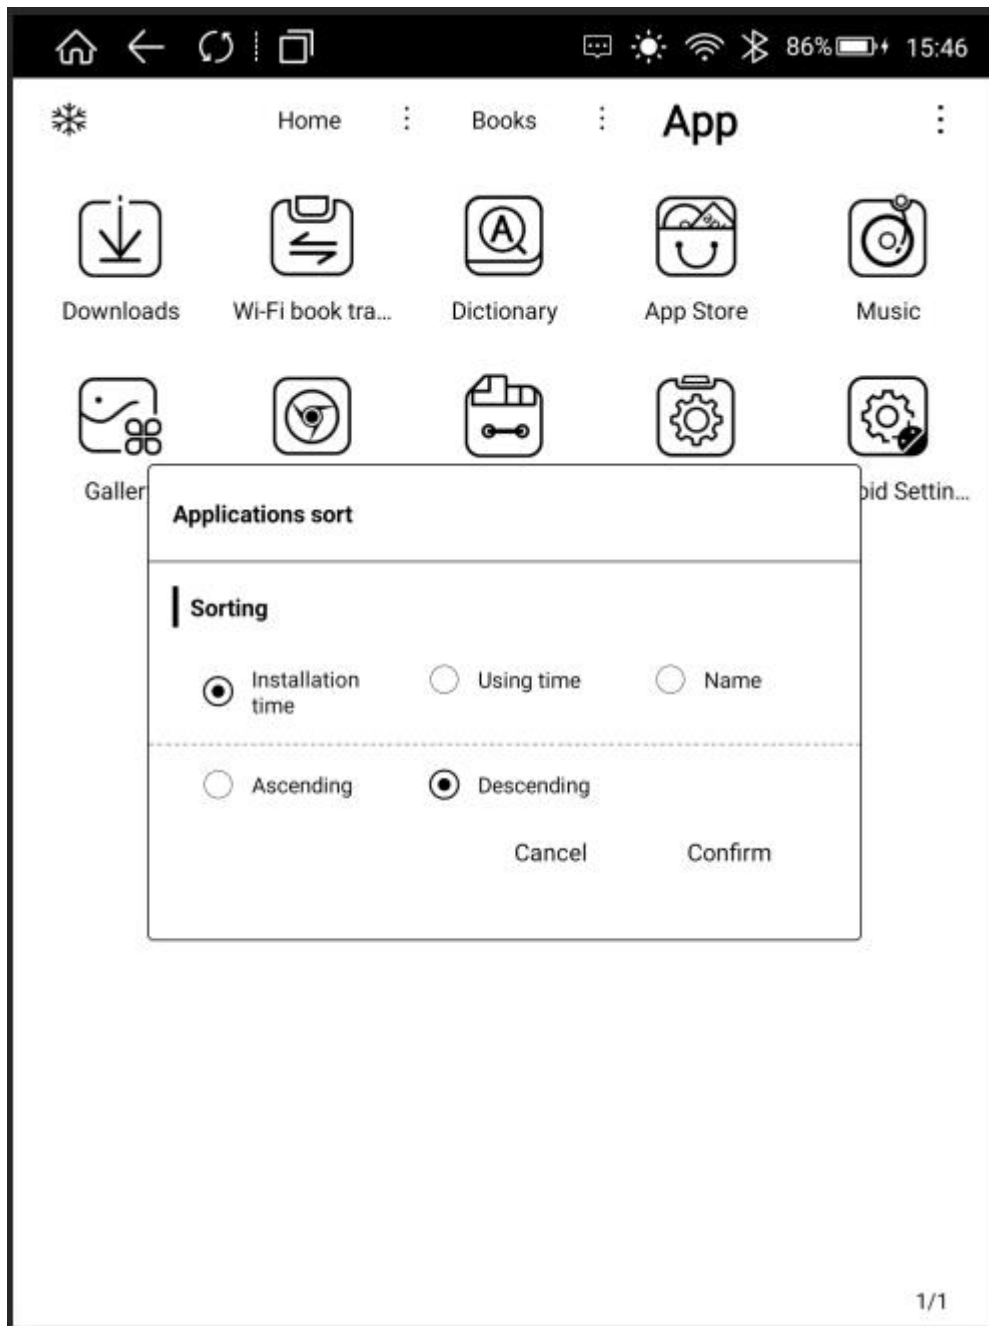 86% 15:46
Home Books App
Downloads Wi-Fi book tra... Dictionary App Store Music
Galler oid Settin...
Applications sort
Sorting
Installation time Using time Name
Ascending Descending
Cancel Confirm
1/1